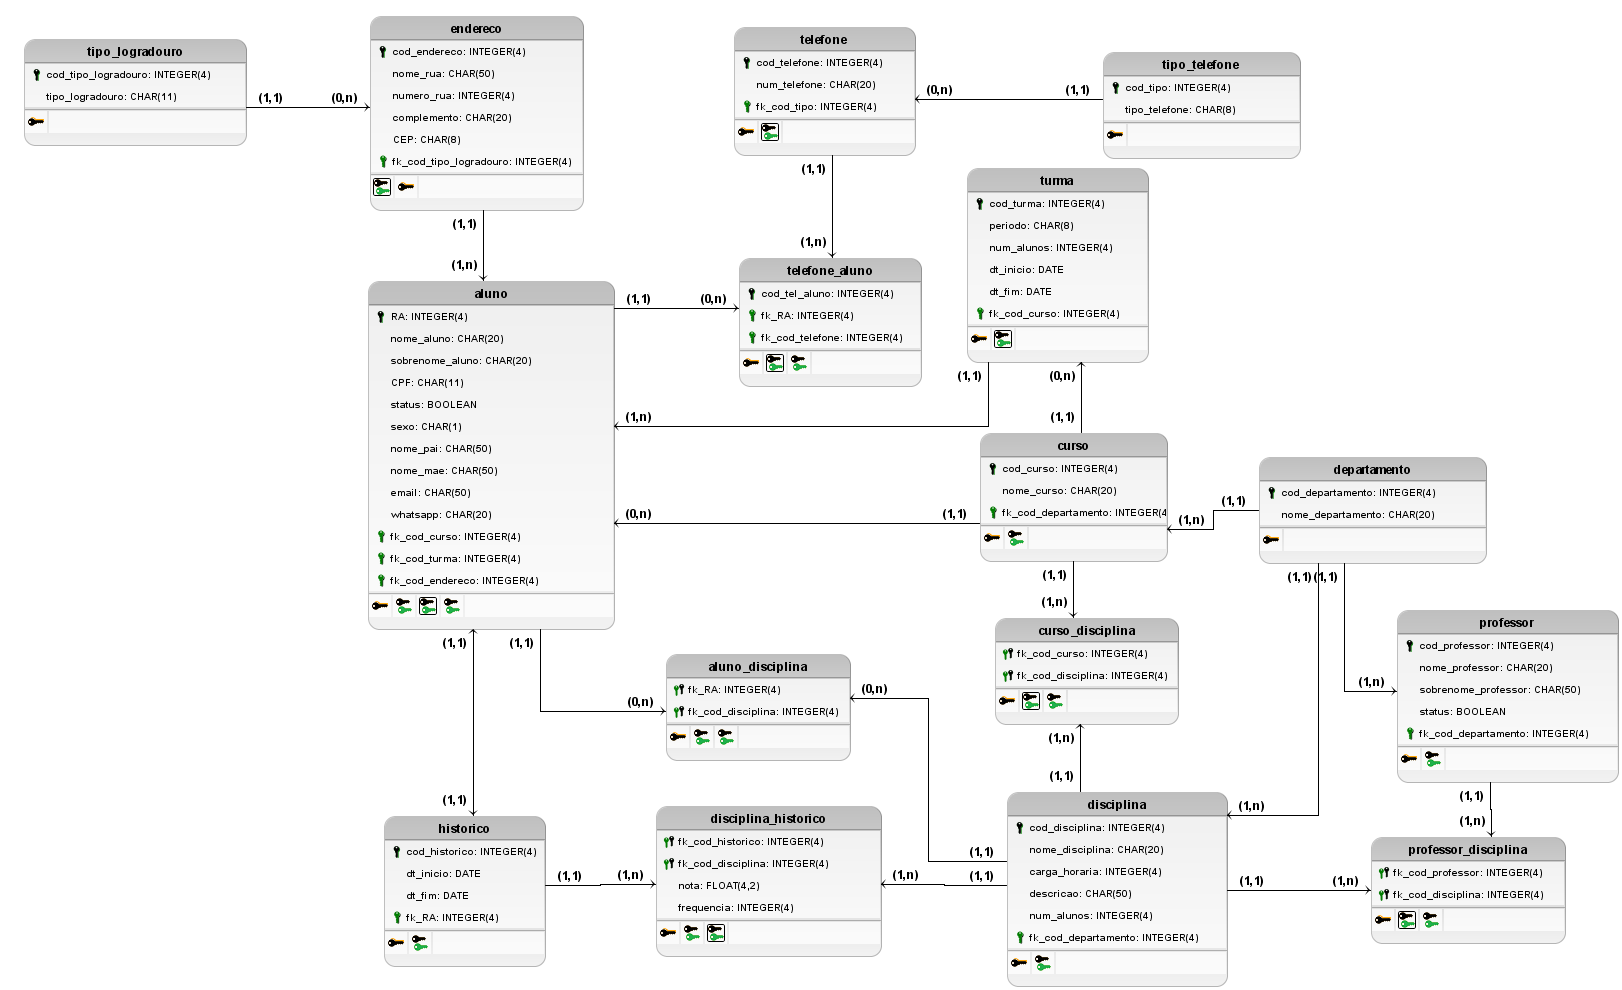 tipo_logradouro
cod_tipo_logradouro: INTEGER(4)
tipo_logradouro: CHAR(11)
(1,1)
(0,n)
endereco
cod_endereco: INTEGER(4)
nome_rua: CHAR(50)
numero_rua: INTEGER(4)
complemento: CHAR(20)
CEP: CHAR(8)
fk_cod_tipo_logradouro: INTEGER(4)
(1,1)
(1,n)
telefone
cod_telefone: INTEGER(4)
num_telefone: CHAR(20)
fk_cod_tipo: INTEGER(4)
(0,n)
(1,1)
tipo_telefone
cod_tipo: INTEGER(4)
tipo_telefone: CHAR(8)
(1,1)
(1,n)
telefone_aluno
cod_tel_aluno: INTEGER(4)
fk_RA: INTEGER(4)
fk_cod_telefone: INTEGER(4)
turma
cod_turma: INTEGER(4)
periodo: CHAR(8)
num_alunos: INTEGER(4)
dt_inicio: DATE
dt_fim: DATE
fk_cod_curso: INTEGER(4)
(1,1)
(0,n)
(1,1)
aluno
RA: INTEGER(4)
nome_aluno: CHAR(20)
sobrenome_aluno: CHAR(20)
CPF: CHAR(11)
status: BOOLEAN
sexo: CHAR(1)
nome_pai: CHAR(50)
nome_mae: CHAR(50)
email: CHAR(50)
whatsapp: CHAR(20)
fk_cod_curso: INTEGER(4)
fk_cod_turma: INTEGER(4)
fk_cod_endereco: INTEGER(4)
(1,1)
(0,n)
(1,n)
(0,n)
(1,1)
curso
cod_curso: INTEGER(4)
nome_curso: CHAR(20)
fk_cod_departamento: INTEGER(4
(1,n)
(1,1)
departamento
cod_departamento: INTEGER(4)
nome_departamento: CHAR(20)
(1,1)
(1,1)
(1,1)
(1,n)
curso_disciplina
fk_cod_curso: INTEGER(4)
fk_cod_disciplina: INTEGER(4)
(1,n)
(1,1)
professor
cod_professor: INTEGER(4)
nome_professor: CHAR(20)
sobrenome_professor: CHAR(50)
status: BOOLEAN
fk_cod_departamento: INTEGER(4)
(1,n)
(1,1)
(1,n)
(1,1)
(1,1)
(0,n)
aluno_disciplina
fk_RA: INTEGER(4)
fk_cod_disciplina: INTEGER(4)
(0,n)
(1,1)
historico
cod_historico: INTEGER(4)
dt_inicio: DATE
dt_fim: DATE
fk_RA: INTEGER(4)
(1,1)
(1,n)
disciplina_historico
fk_cod_historico: INTEGER(4)
fk_cod_disciplina: INTEGER(4)
nota: FLOAT(4,2)
frequencia: INTEGER(4)
(1,n)
(1,1)
(1,1)
disciplina
cod_disciplina: INTEGER(4)
nome_disciplina: CHAR(20)
carga_horaria: INTEGER(4)
descricao: CHAR(50)
num_alunos: INTEGER(4)
fk_cod_departamento: INTEGER(4)
(1,n)
(1,1)
(1,n)
professor_disciplina
fk_cod_professor: INTEGER(4)
fk_cod_disciplina: INTEGER(4)